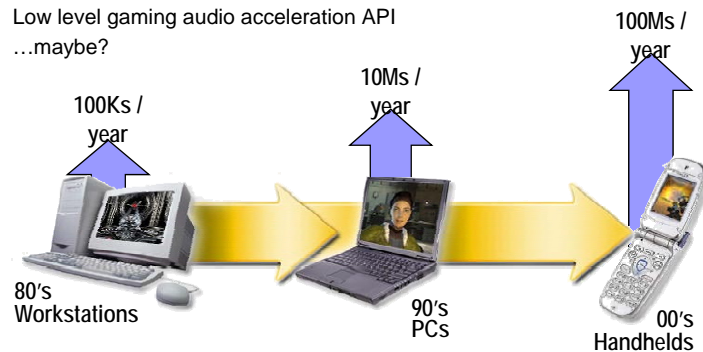 Low level gaming audio acceleration API
…maybe?
100Ks /
year
10Ms /
year
100Ms /
year
80's
Workstations
90's
PCs
00's
Handhelds